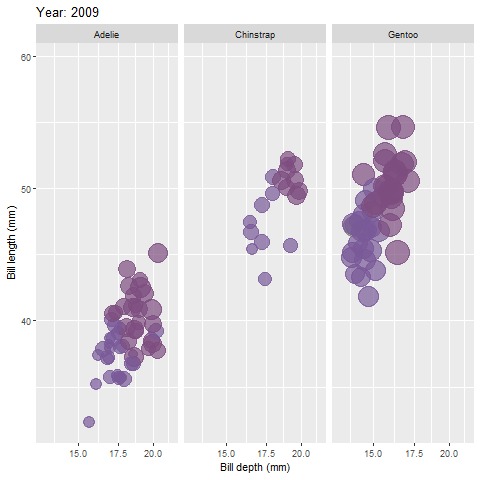 Year: 2009
Adelie Chinstrap Gentoo
60
50
40
Bill length (mm)
15.0 17.5 20.0 15.0 17.5 20.0 15.0 17.5 20.0
Bill depth (mm)